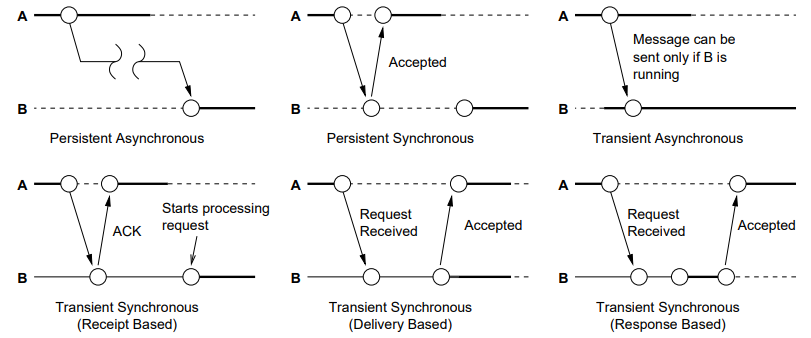 A
Accepted
B
Persistent Asynchronous
A
B
Persistent Synchronous
A
Message can be
sent only if B is
running
B
Transient Asynchronous
A
ACK
Starts processing
request
B
Transient Synchronous
(Receipt Based)
A
Request
Received
Accepted
B
Transient Synchronous
(Delivery Based)
A
Request
Received
Accepted
B
Transient Synchronous
(Response Based)